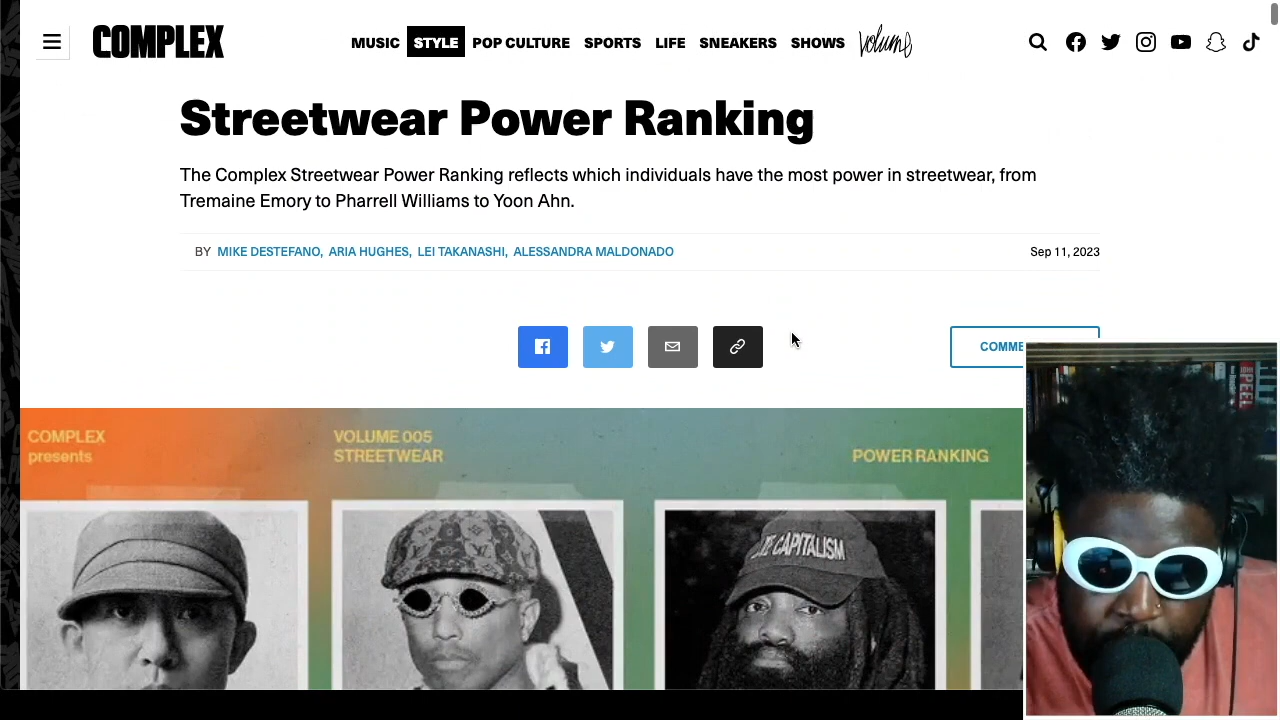 COMPLEX
MUSIC STYLE POP CULTURE SPORTS LIFE SNEAKERS SHOWS Volume
Streetwear Power Ranking
The Complex Streetwear Power Ranking reflects which individuals have the most power in streetwear, from
Tremaine Emory to Pharrell Williams to Yoon Ahn.
BY MIKE DESTEFANO, ARIA HUGHES, LEI TAKANASHI, ALESSANDRA MALDONADO
Sep 11, 2023
COMME
COMPLEX
presents
VOLUME 005
STREETWEAR
POWER RANKING
CAPITALISM
PEEL